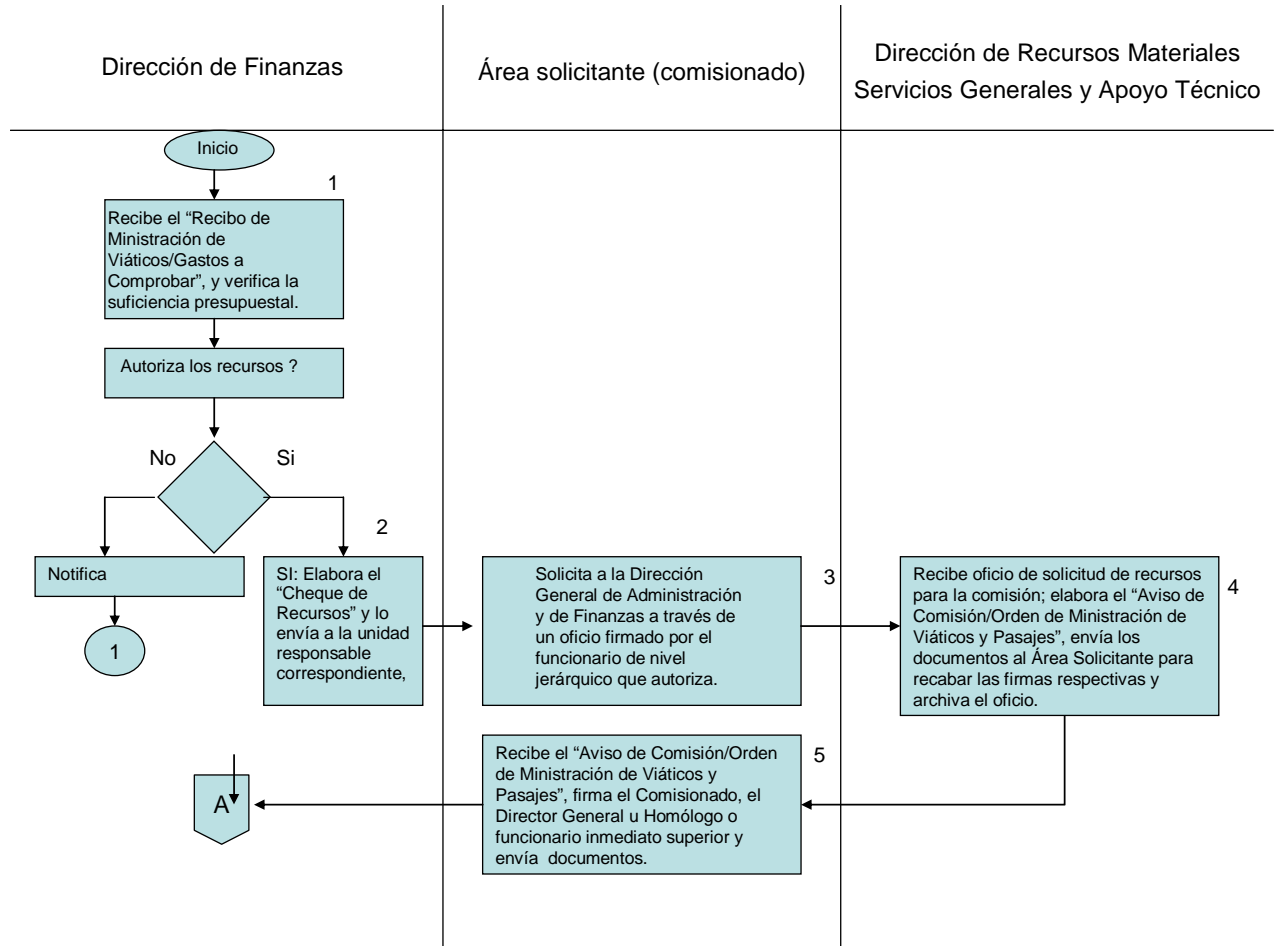 Dirección de Finanzas
Área solicitante (comisionado)
Dirección de Recursos Materiales
Servicios Generales y Apoyo Técnico
Inicio
1
Recibe el “Recibo de
Ministración de
Viáticos/Gastos a
Comprobar”, y verifica la
suficiencia presupuestal.
Autoriza los recursos ?
No
Si
Notifica
1
2
SI: Elabora el
“Cheque de
Recursos” y lo
envía a la unidad
responsable
correspondiente,
3
Solicita a la Dirección
General de Administración
y de Finanzas a través de
un oficio firmado por el
funcionario de nivel
jerárquico que autoriza.
4
Recibe oficio de solicitud de recursos
para la comisión; elabora el “Aviso de
Comisión/Orden de Ministración de
Viáticos y Pasajes”, envía los
documentos al Área Solicitante para
recabar las firmas respectivas y
archiva el oficio.
5
Recibe el “Aviso de Comisión/Orden
de Ministración de Viáticos y
Pasajes”, firma el Comisionado, el
Director General u Homólogo o
funcionario inmediato superior y
envía documentos.
A